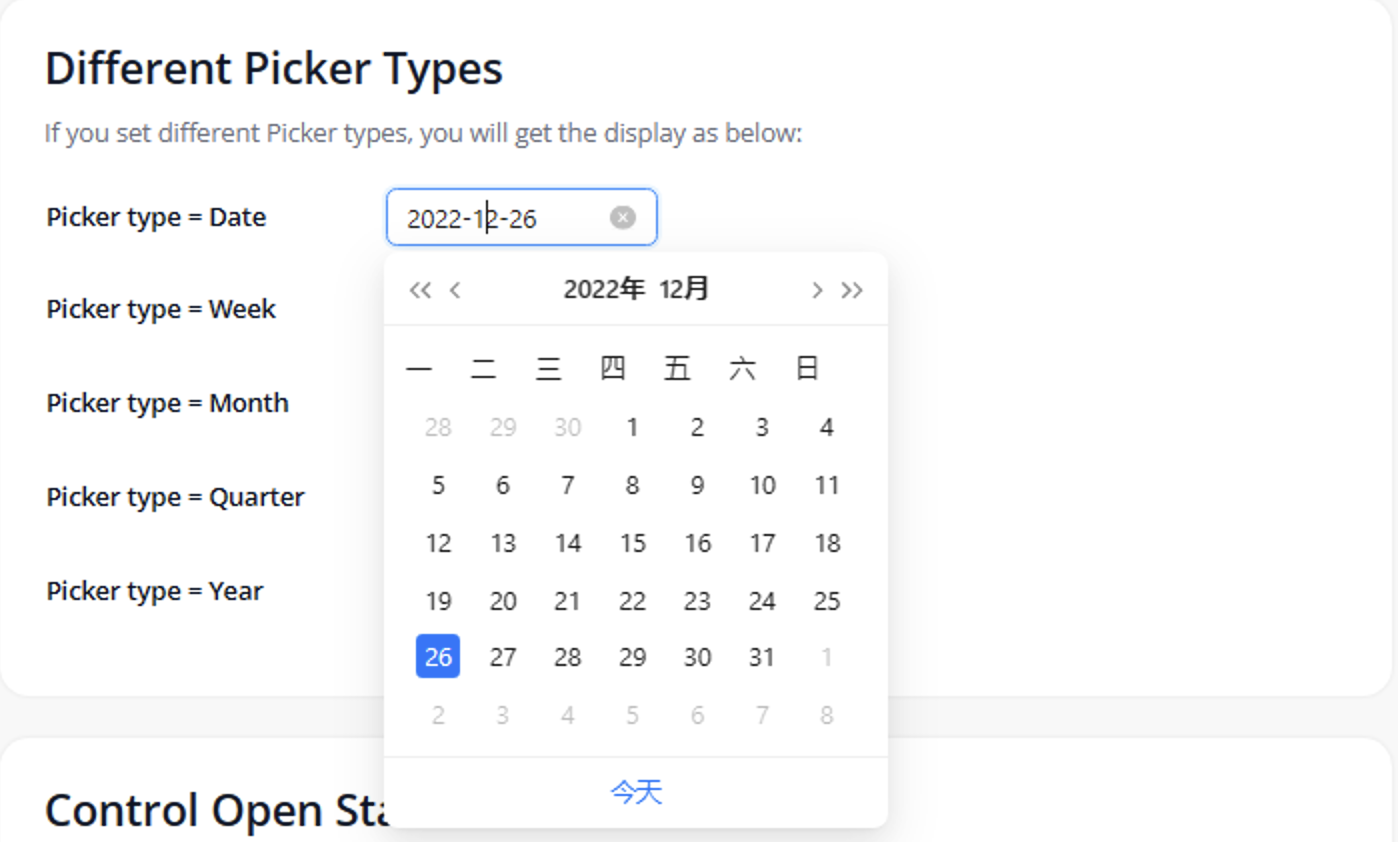 Different Picker Types
If you set different Picker types, you will get the display as below:
Picker type = Date
2022-12-26
Picker type = Week
Picker type = Month
Picker type = Quarter
Picker type = Year
2022年 12月
一 二 三 四 五 六 日
28 29 30 1 2 3 4
5 6 7 8 9 10 11
12 13 14 15 16 17 18
19 20 21 22 23 24 25
26 27 28 29 30 31 1
2 3 4 5 6 7 8
今天
Control Open Sta